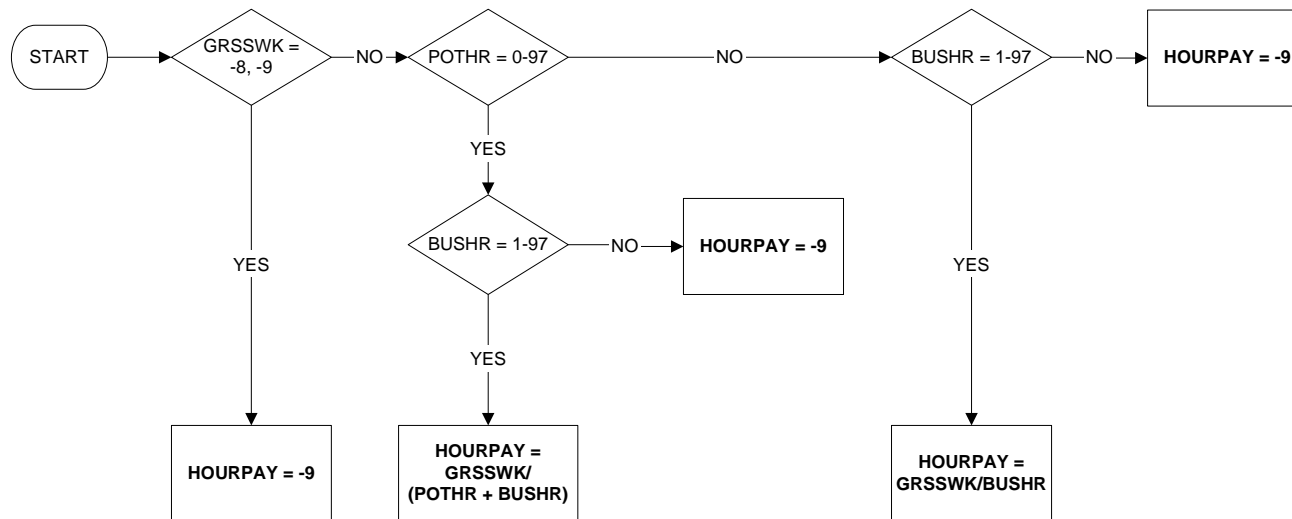 START
GRSSWK =
-8, -9
NO
POTHR = 0-97
NO
BUSHR = 1-97
NO
HOURPAY = -9
YES
BUSHR = 1-97
NO
HOURPAY = -9
YES
YES
YES
HOURPAY = -9
HOURPAY =
GRSSWK/
(POTHR + BUSHR)
HOURPAY =
GRSSWK/BUSHR